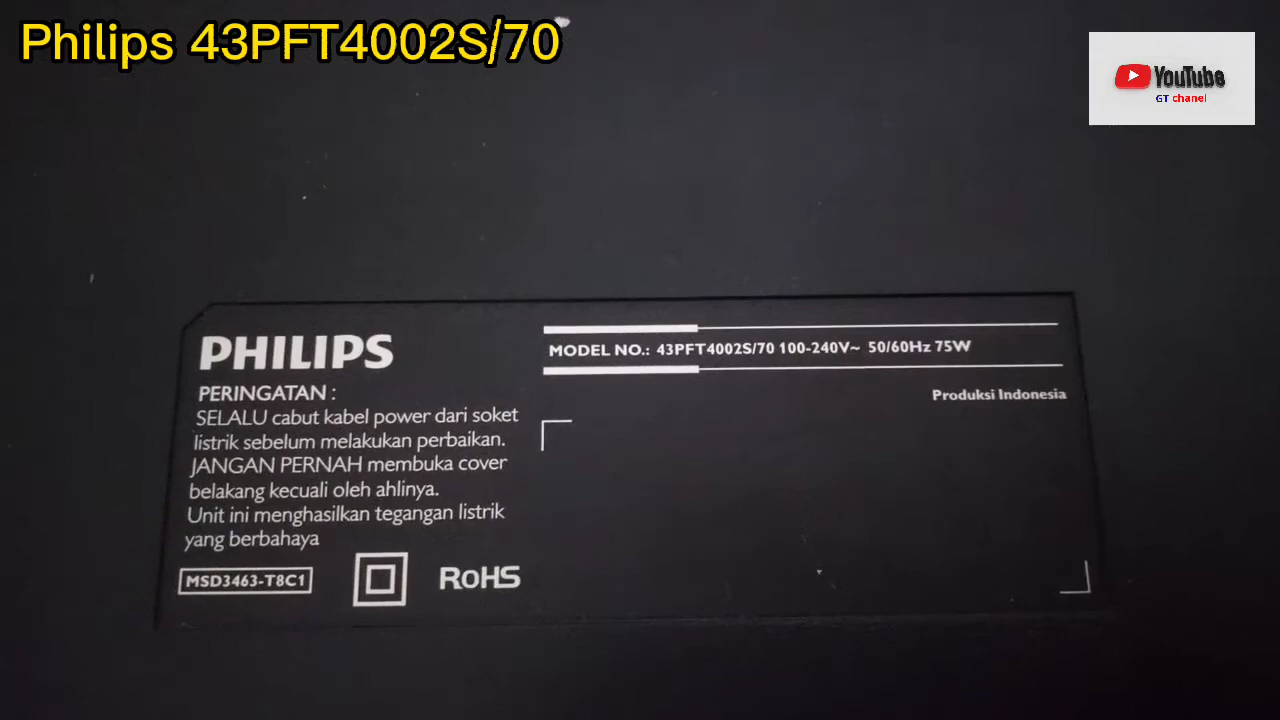 Philips 43PFT4002S/70
YouTube
GT chanel
PHILIPS
PERINGATAN :
SELALU cabut kabel power dari soket
listrik sebelum melakukan perbaikan.
JANGAN PERNAH membuka cover
belakang kecuali oleh ahlinya.
Unit ini menghasilkan tegangan listrik
yang berbahaya
MSD3463-T8C1
RoHS
MODEL NO.: 43PFT4002S/70 100-240V~ 50/60Hz 75W
Produksi Indonesia